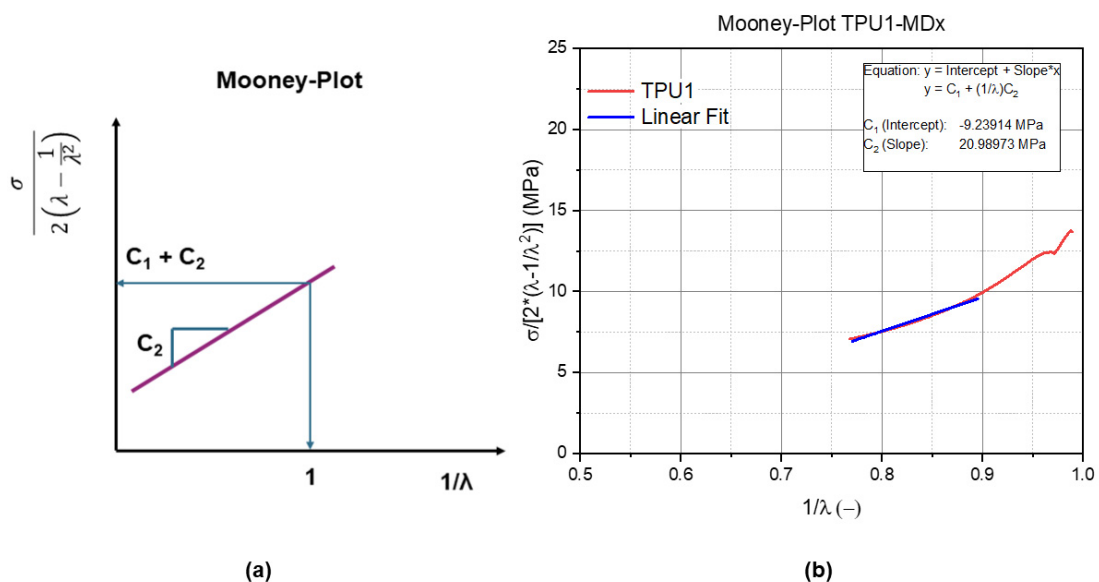 Mooney-Plot
σ
2 (λ − 1/λ²)
C₁ + C₂
C₂
1
1/λ
(a)
Mooney-Plot TPU1-MDx
25
20
15
10
5
0
σ/[2*(λ-1/λ²)] (MPa)
TPU1
Linear Fit
Equation: y = Intercept + Slope*x
y = C₁ + (1/λ)C₂
C₁ (Intercept): -9.23914 MPa
C₂ (Slope): 20.98973 MPa
0.5 0.6 0.7 0.8 0.9 1.0
1/λ (−)
(b)